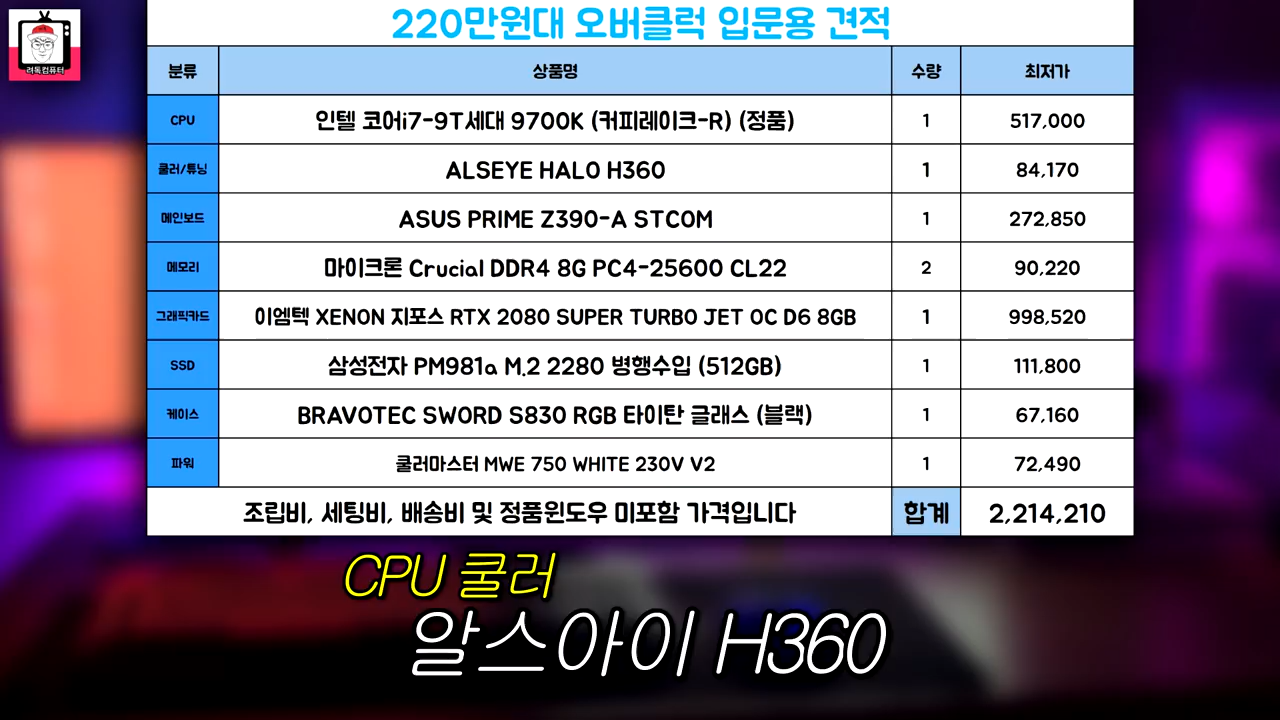 려독컴퓨터
220만원대 오버클럭 입문용 견적
분류 상품명 수량 최저가
CPU 인텔 코어i7-9T세대 9700K (커피레이크-R) (정품) 1 517,000
쿨러/튜닝 ALSEYE HALO H360 1 84,170
메인보드 ASUS PRIME Z390-A STCOM 1 272,850
메모리 마이크론 Crucial DDR4 8G PC4-25600 CL22 2 90,220
그래픽카드 이엠텍 XENON 지포스 RTX 2080 SUPER TURBO JET OC D6 8GB 1 998,520
SSD 삼성전자 PM981a M.2 2280 병행수입 (512GB) 1 111,800
케이스 BRAVOTEC SWORD S830 RGB 타이탄 글래스 (블랙) 1 67,160
파워 쿨러마스터 MWE 750 WHITE 230V V2 1 72,490
조립비, 세팅비, 배송비 및 정품윈도우 미포함 가격입니다 합계 2,214,210
CPU 쿨러
알스아이 H360